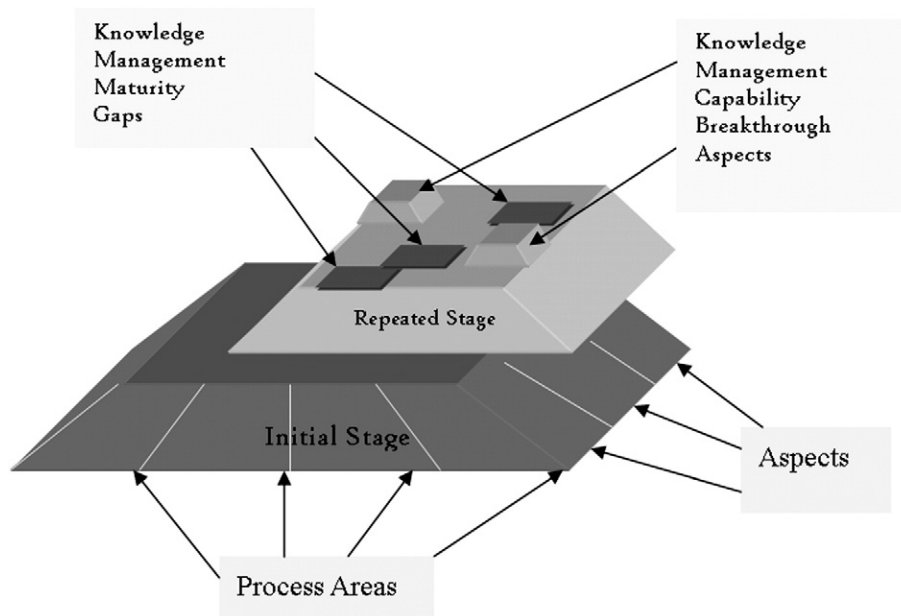 Knowledge
Management
Maturity
Gaps
Knowledge
Management
Capability
Breakthrough
Aspects
Repeated Stage
Initial Stage
Aspects
Process Areas